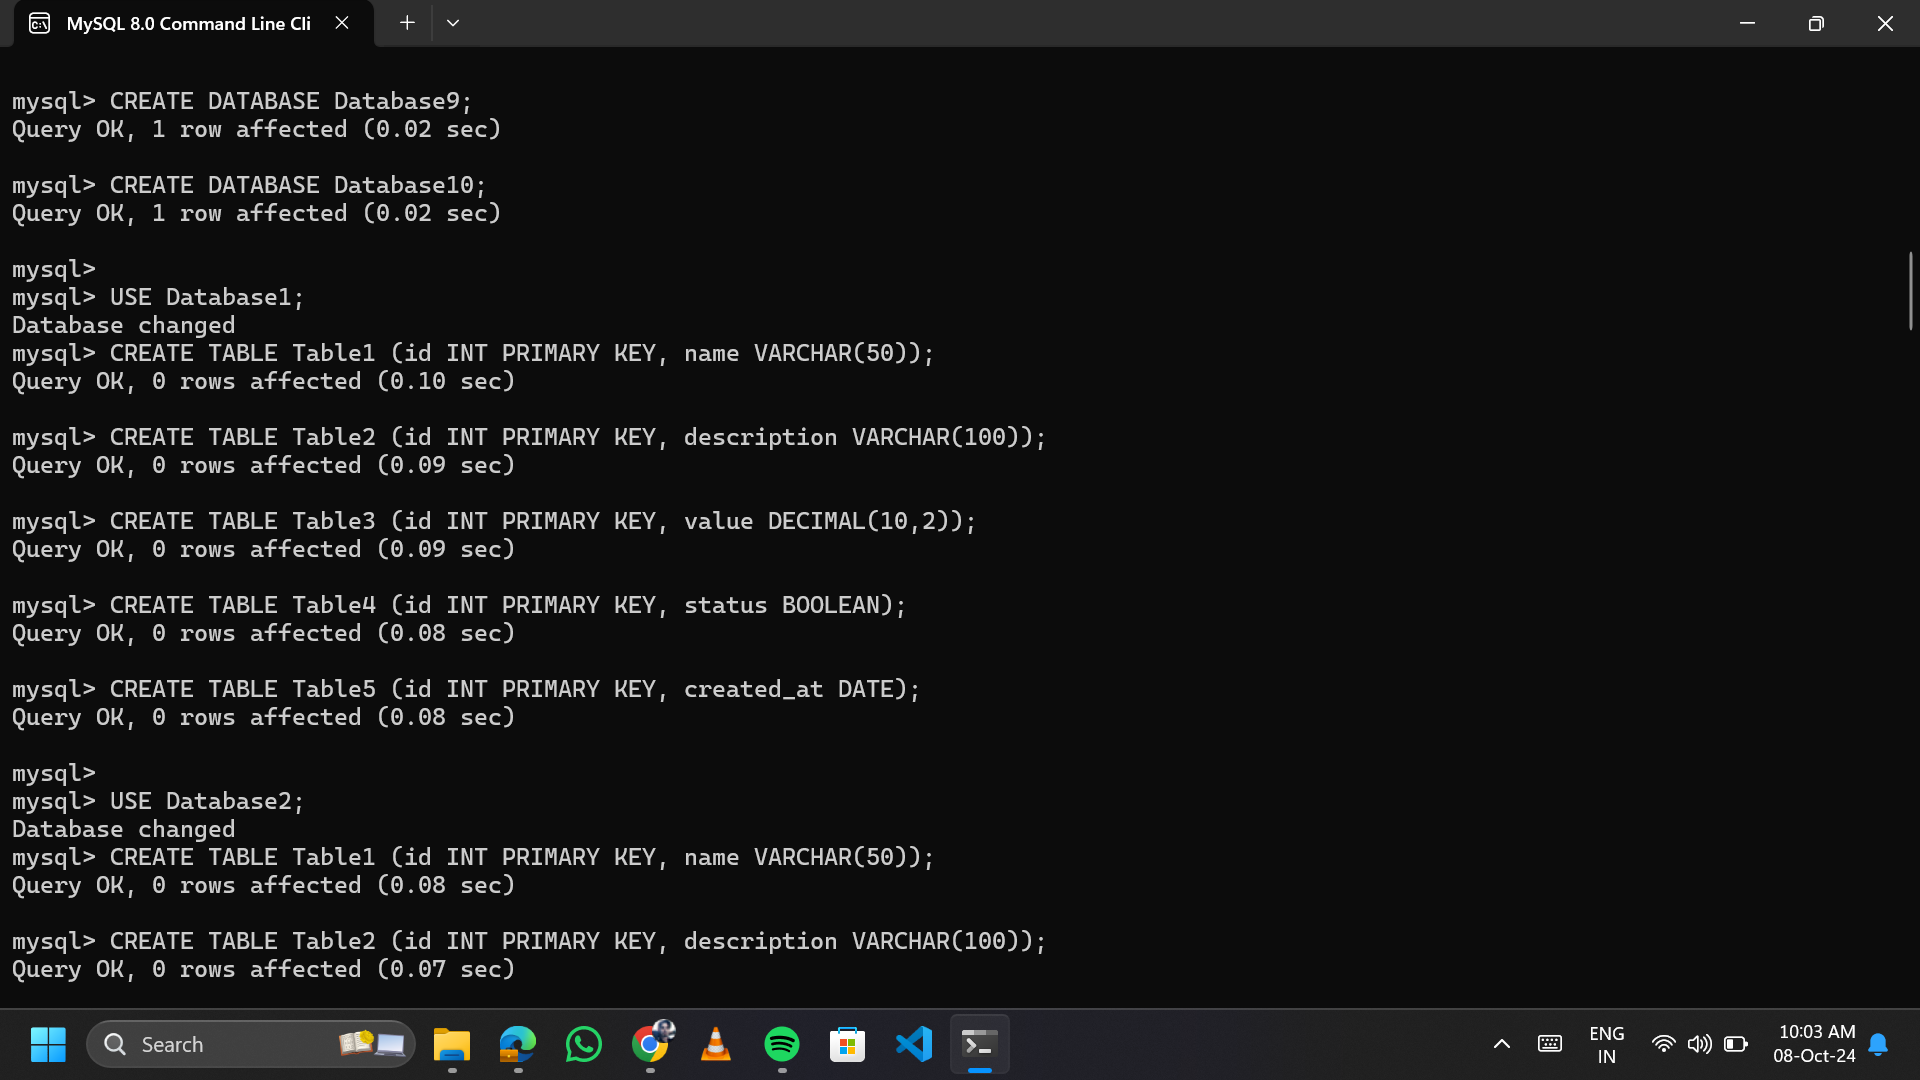 MySQL 8.0 Command Line Cli
mysql> CREATE DATABASE Database9;
Query OK, 1 row affected (0.02 sec)
mysql> CREATE DATABASE Database10;
Query OK, 1 row affected (0.02 sec)
mysql>
mysql> USE Database1;
Database changed
mysql> CREATE TABLE Table1 (id INT PRIMARY KEY, name VARCHAR(50));
Query OK, 0 rows affected (0.10 sec)
mysql> CREATE TABLE Table2 (id INT PRIMARY KEY, description VARCHAR(100));
Query OK, 0 rows affected (0.09 sec)
mysql> CREATE TABLE Table3 (id INT PRIMARY KEY, value DECIMAL(10,2));
Query OK, 0 rows affected (0.09 sec)
mysql> CREATE TABLE Table4 (id INT PRIMARY KEY, status BOOLEAN);
Query OK, 0 rows affected (0.08 sec)
mysql> CREATE TABLE Table5 (id INT PRIMARY KEY, created_at DATE);
Query OK, 0 rows affected (0.08 sec)
mysql>
mysql> USE Database2;
Database changed
mysql> CREATE TABLE Table1 (id INT PRIMARY KEY, name VARCHAR(50));
Query OK, 0 rows affected (0.08 sec)
mysql> CREATE TABLE Table2 (id INT PRIMARY KEY, description VARCHAR(100));
Query OK, 0 rows affected (0.07 sec)
Search
ENG
IN
10:03 AM
08-Oct-24